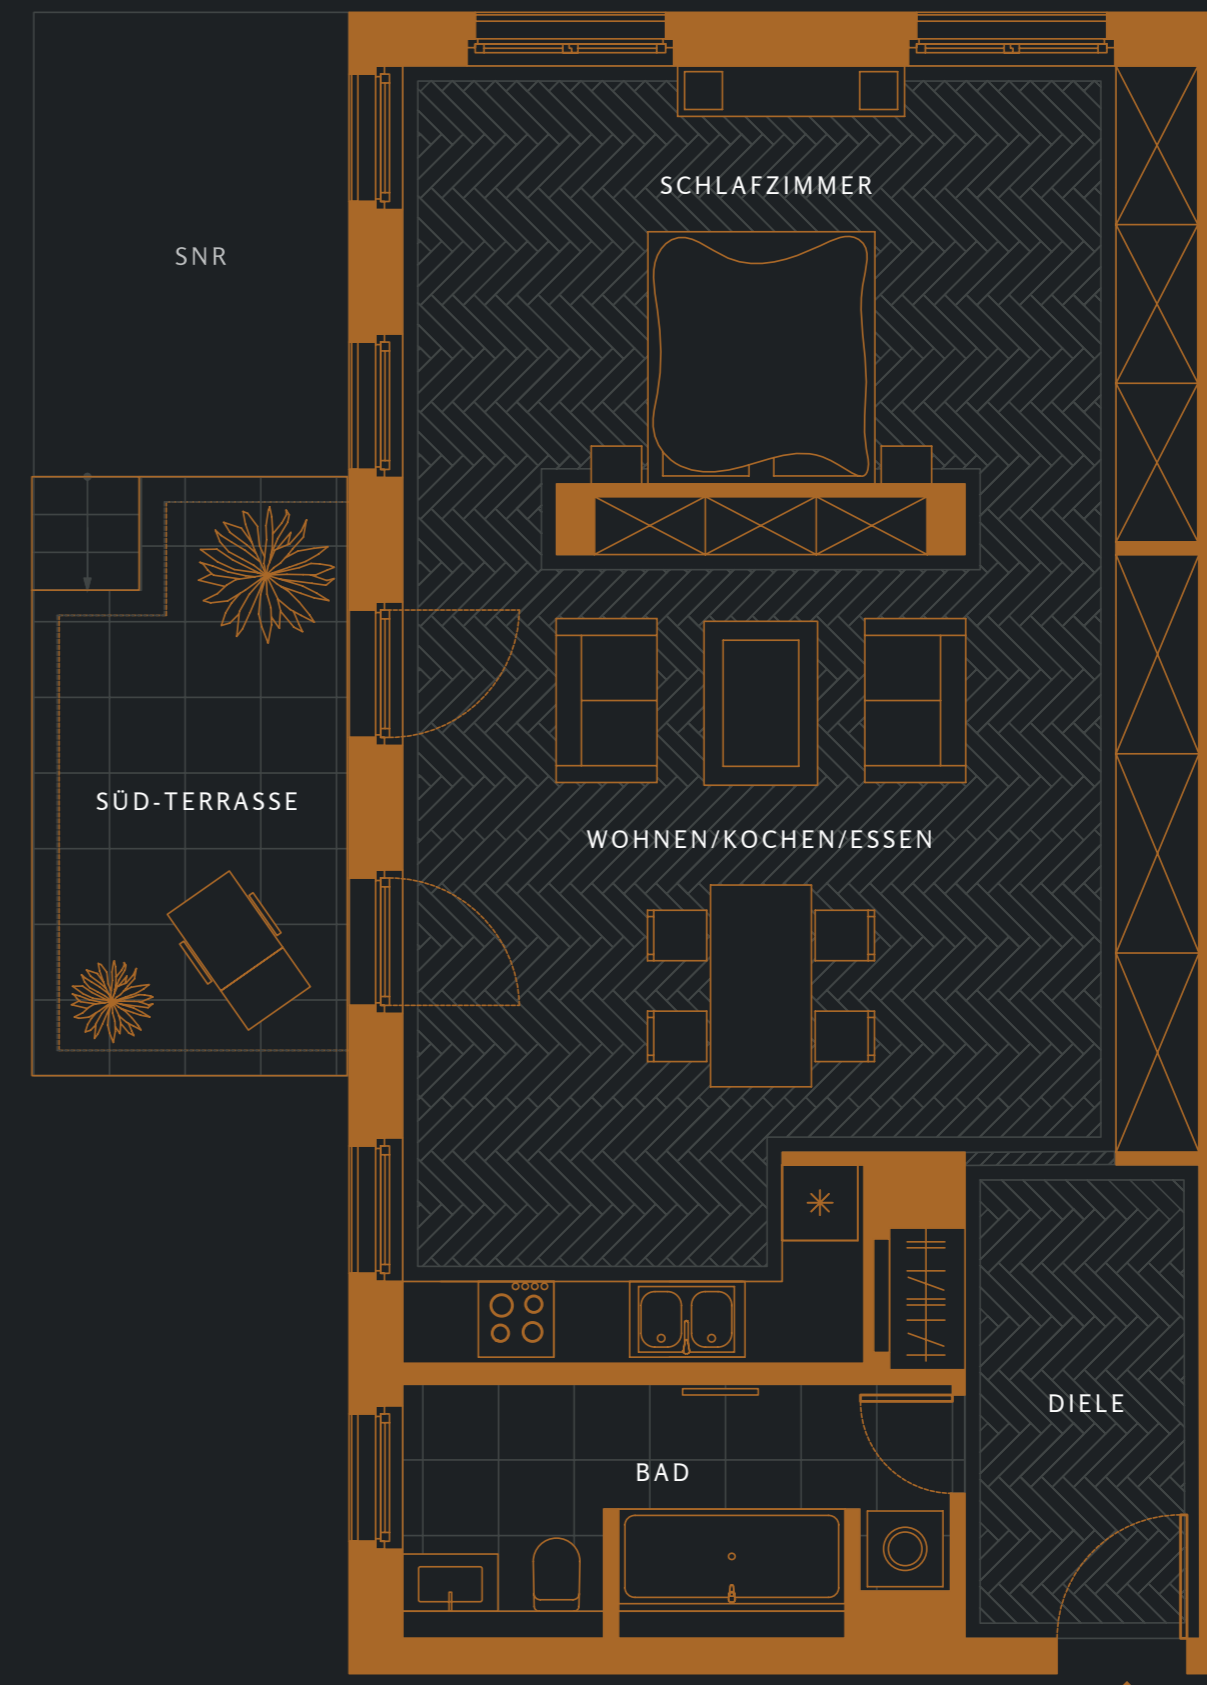 SCHLAFZIMMER
SNR
SÜD-TERRASSE
WOHNEN/KOCHEN/ESSEN
DIELE
BAD